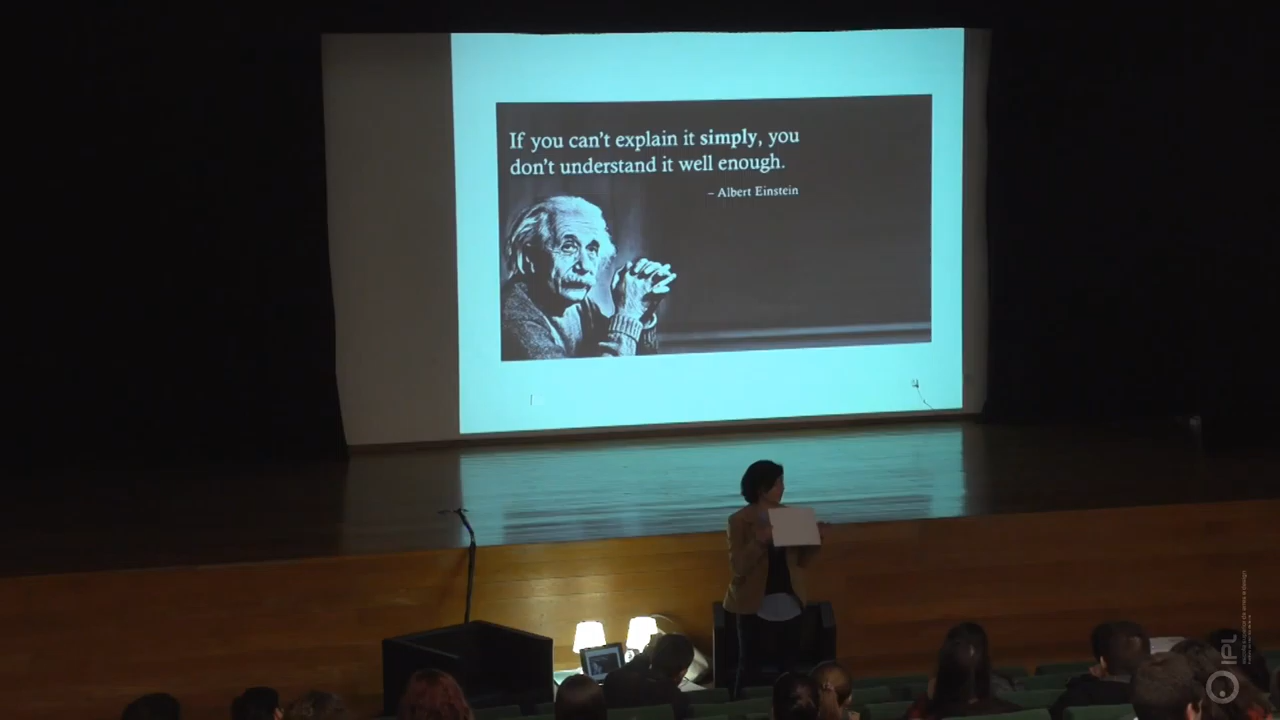 If you can't explain it simply, you
don't understand it well enough.
– Albert Einstein
IPL